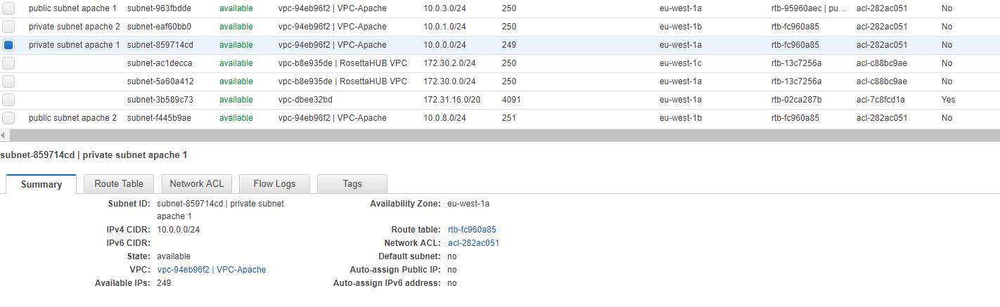 public subnet apache 1 subnet-963fbdde available vpc-94eb96f2 | VPC-Apache 10.0.3.0/24 250 eu-west-1a rtb-95960aec | pu... acl-282ac051 No
private subnet apache 2 subnet-eaf60bb0 available vpc-94eb96f2 | VPC-Apache 10.0.1.0/24 250 eu-west-1b rtb-fc960a85 acl-282ac051 No
private subnet apache 1 subnet-859714cd available vpc-94eb96f2 | VPC-Apache 10.0.0.0/24 249 eu-west-1a rtb-fc960a85 acl-282ac051 No
subnet-ac1decca available vpc-b8e935de | RosettaHUB VPC 172.30.2.0/24 250 eu-west-1c rtb-13c7256a acl-c88bc9ae No
subnet-5a60a412 available vpc-b8e935de | RosettaHUB VPC 172.30.0.0/24 250 eu-west-1a rtb-13c7256a acl-c88bc9ae No
subnet-3b589c73 available vpc-dbee32bd 172.31.16.0/20 4091 eu-west-1a rtb-02ca287b acl-7c8fcd1a Yes
public subnet apache 2 subnet-f445b9ae available vpc-94eb96f2 | VPC-Apache 10.0.8.0/24 251 eu-west-1b rtb-fc960a85 acl-282ac051 No
subnet-859714cd | private subnet apache 1
Summary Route Table Network ACL Flow Logs Tags
Subnet ID: subnet-859714cd | private subnet apache 1 Availability Zone: eu-west-1a
IPv4 CIDR: 10.0.0.0/24 Route table: rtb-fc960a85
IPv6 CIDR: Network ACL: acl-282ac051
State: available Default subnet: no
VPC: vpc-94eb96f2 | VPC-Apache Auto-assign Public IP: no
Available IPs: 249 Auto-assign IPv6 address: no